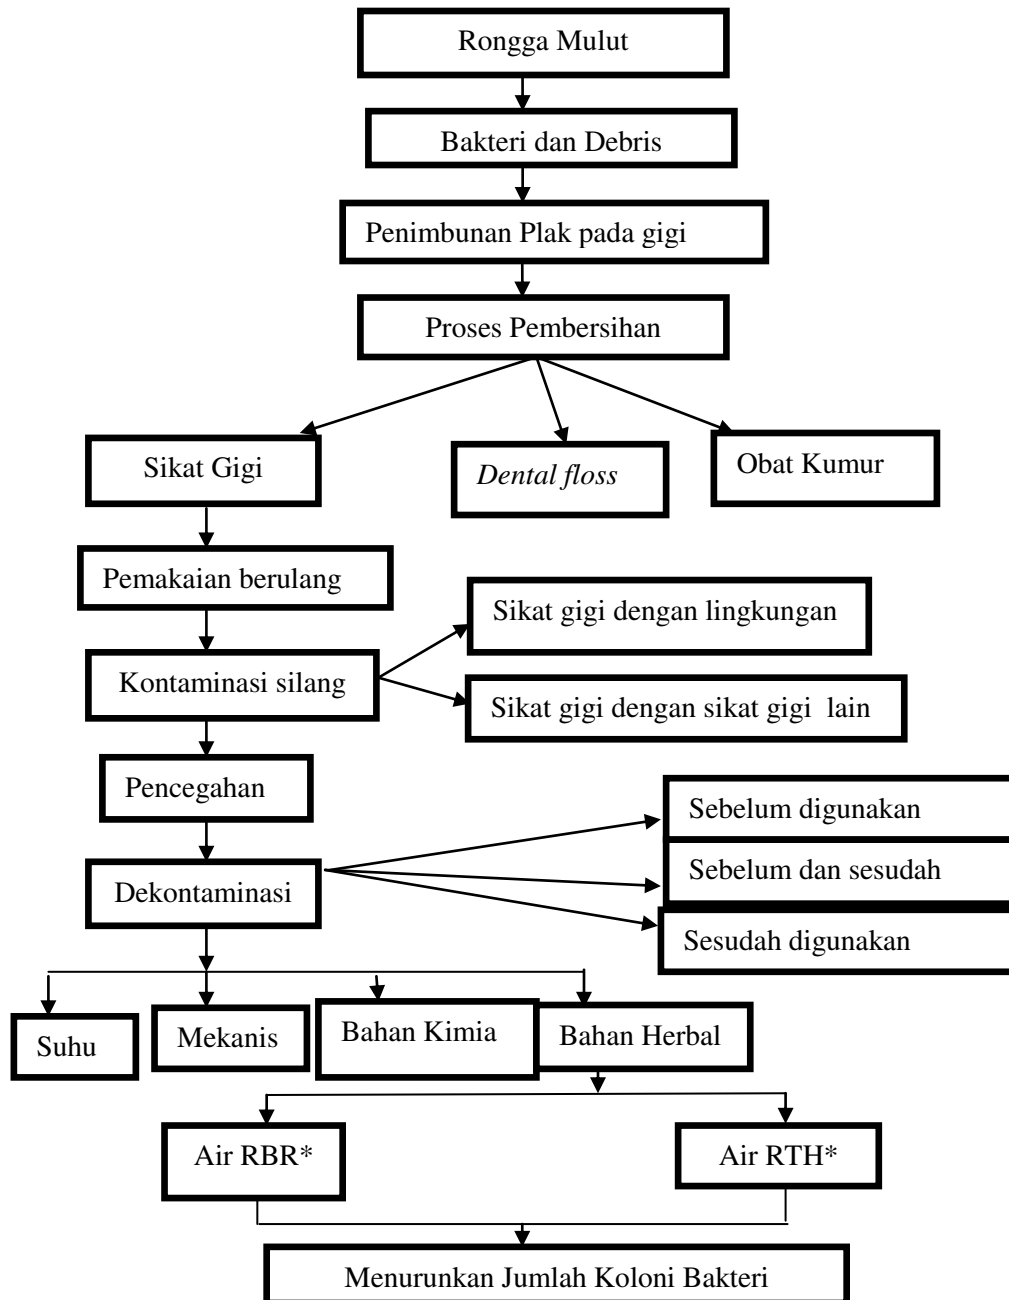 Rongga Mulut
Bakteri dan Debris
Penimbunan Plak pada gigi
Proses Pembersihan
Sikat Gigi
Dental floss
Obat Kumur
Pemakaian berulang
Sikat gigi dengan lingkungan
Kontaminasi silang
Sikat gigi dengan sikat gigi lain
Pencegahan
Sebelum digunakan
Dekontaminasi
Sebelum dan sesudah
Sesudah digunakan
Suhu
Mekanis
Bahan Kimia
Bahan Herbal
Air RBR*
Air RTH*
Menurunkan Jumlah Koloni Bakteri